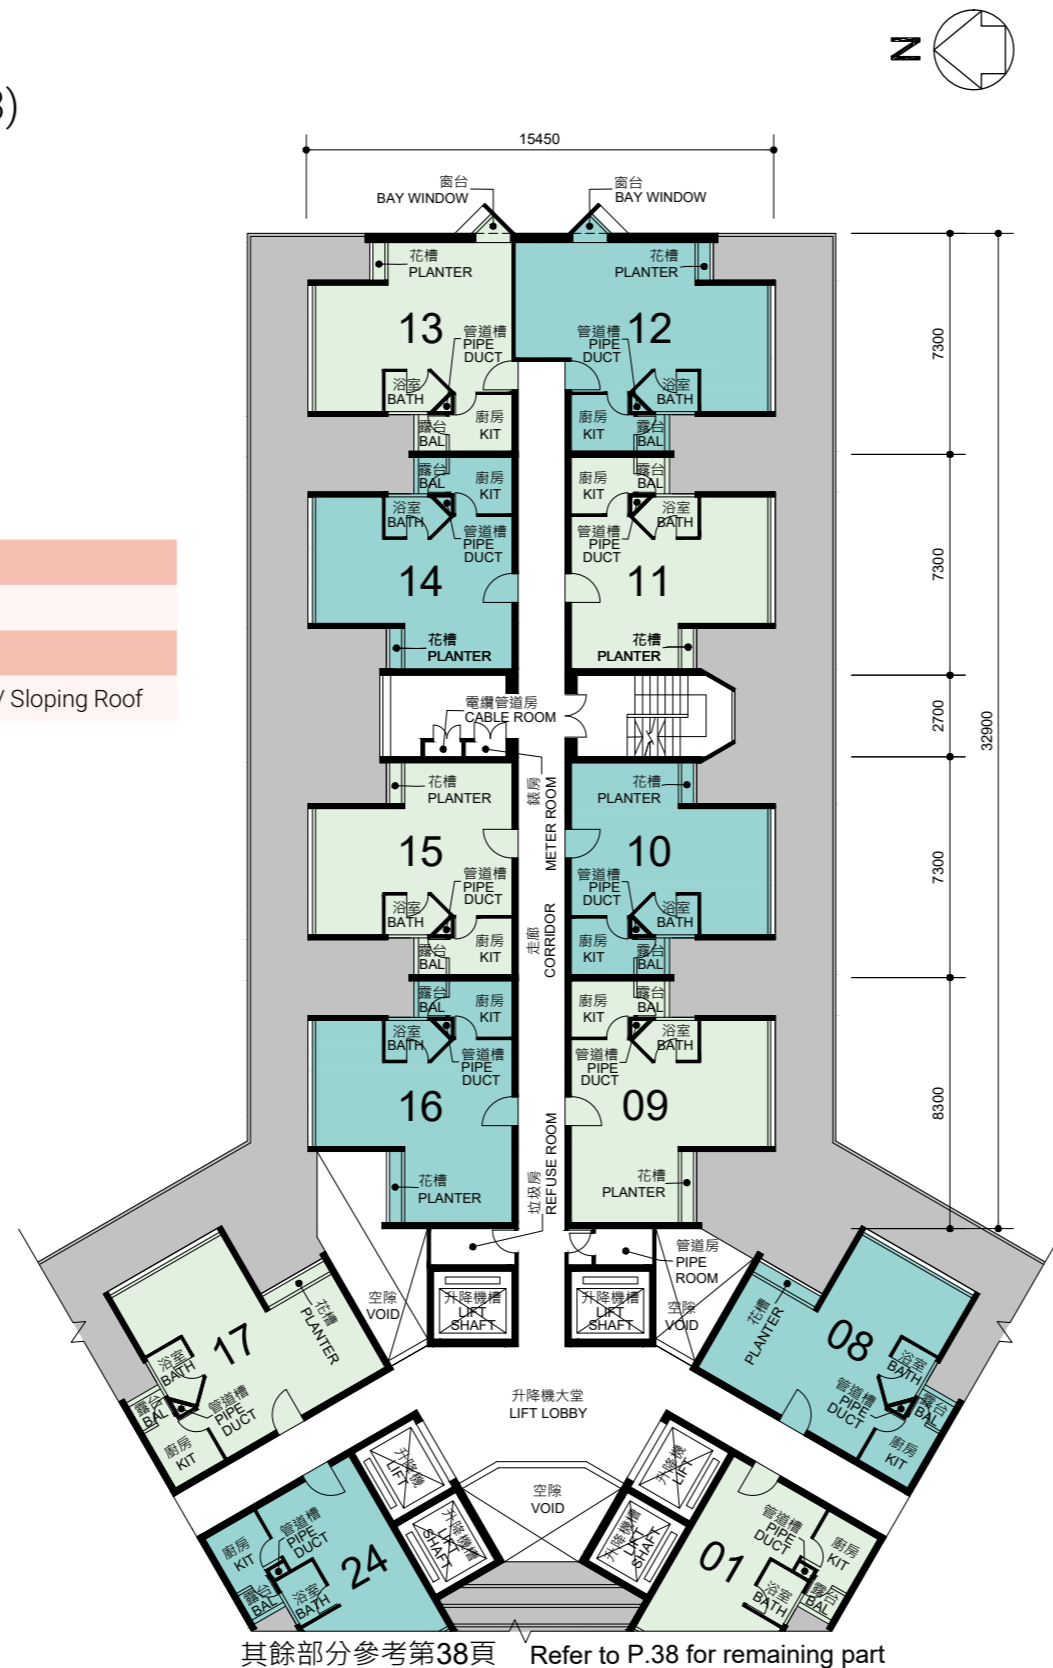 N
3)
15450
窗台
BAY WINDOW
窗台
BAY WINDOW
花槽
PLANTER
花槽
PLANTER
13
管道槽
PIPE
DUCT
管道槽
PIPE
DUCT
12
7300
浴室
BATH
浴室
BATH
露台
BAL
廚房
KIT
廚房
KIT
露台
BAL
露台
BAL
廚房
KIT
廚房
KIT
露台
BAL
浴室
BATH
浴室
BATH
管道槽
PIPE
DUCT
管道槽
PIPE
DUCT
14
11
7300
花槽
PLANTER
花槽
PLANTER
/ Sloping Roof
電纜管道房
CABLE ROOM
2700
32900
花槽
PLANTER
錶房
METER ROOM
花槽
PLANTER
15
10
7300
管道槽
PIPE
DUCT
管道槽
PIPE
DUCT
浴室
BATH
浴室
BATH
露台
BAL
廚房
KIT
走廊
CORRIDOR
廚房
KIT
露台
BAL
露台
BAL
廚房
KIT
廚房
KIT
露台
BAL
浴室
BATH
浴室
BATH
管道槽
PIPE
DUCT
管道槽
PIPE
DUCT
16
09
8300
花槽
PLANTER
垃圾房
REFUSE ROOM
花槽
PLANTER
管道房
PIPE
ROOM
空隙
VOID
升降機槽
LIFT
SHAFT
升降機槽
LIFT
SHAFT
空隙
VOID
17
花槽
PLANTER
花槽
PLANTER
08
浴室
BATH
浴室
BATH
露台
BAL
管道槽
PIPE
DUCT
管道槽
PIPE
DUCT
露台
BAL
廚房
KIT
廚房
KIT
升降機大堂
LIFT LOBBY
升降機
LIFT
升降機
LIFT
空隙
VOID
升降機槽
LIFT
SHAFT
升降機槽
LIFT
SHAFT
管道槽
PIPE
DUCT
管道槽
PIPE
DUCT
廚房
KIT
廚房
KIT
24
01
浴室
BATH
浴室
BATH
露台
BAL
露台
BAL
其餘部分參考第38頁 Refer to P.38 for remaining part